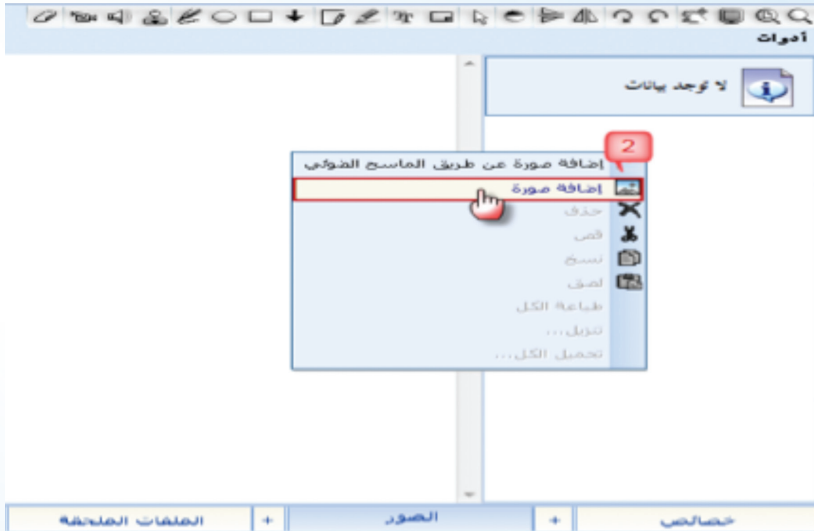 أدوات
لا توجد بيانات
2
إضافة صورة عن طريق الماسح الضوئي
إضافة صورة
حذف
قص
نسخ
لصق
طباعة الكل
تنزيل...
تحميل الكل...
خصائص + الصور + الملفات الملحقة